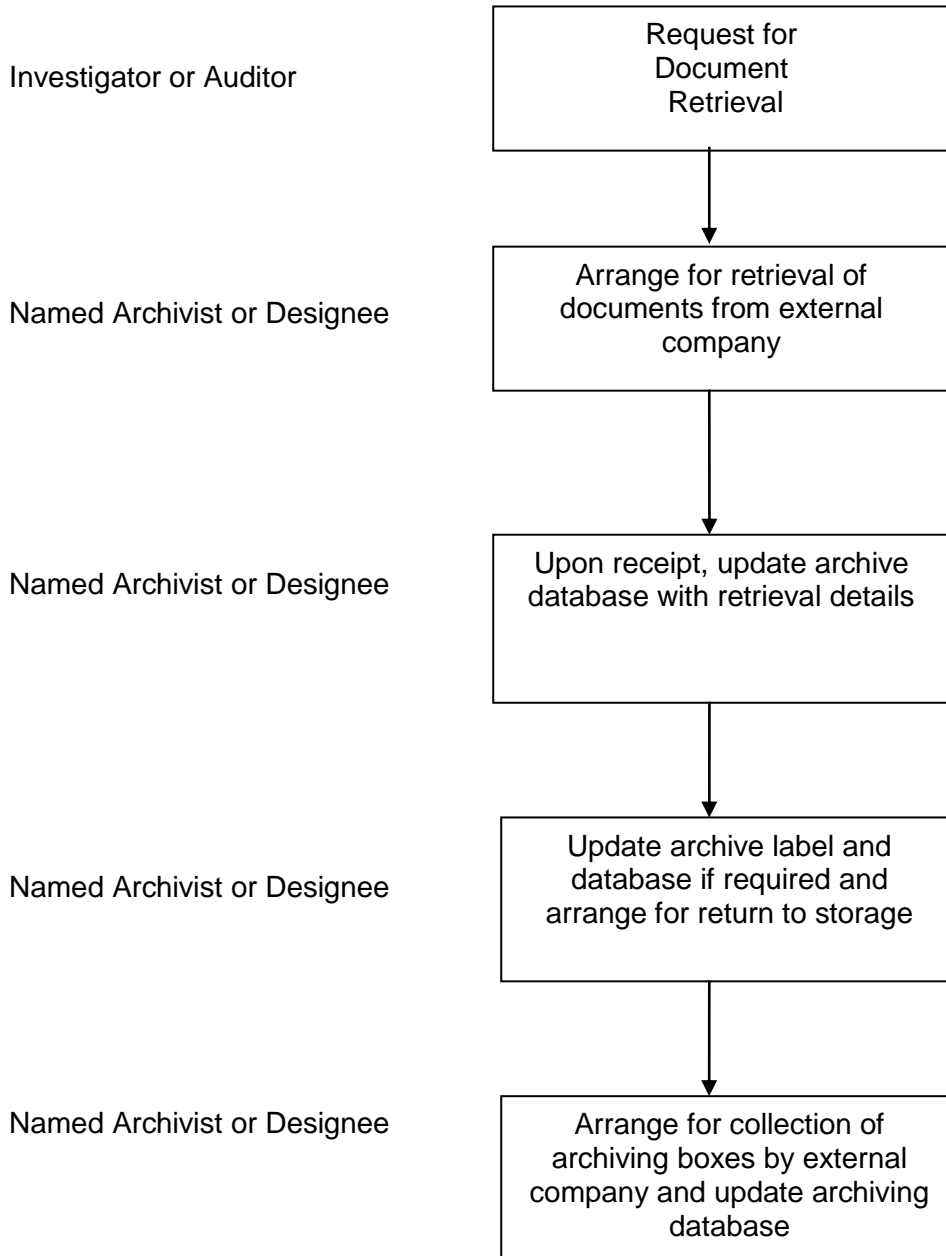 Investigator or Auditor
Request for
Document
Retrieval
Named Archivist or Designee
Arrange for retrieval of
documents from external
company
Named Archivist or Designee
Upon receipt, update archive
database with retrieval details
Named Archivist or Designee
Update archive label and
database if required and
arrange for return to storage
Named Archivist or Designee
Arrange for collection of
archiving boxes by external
company and update archiving
database